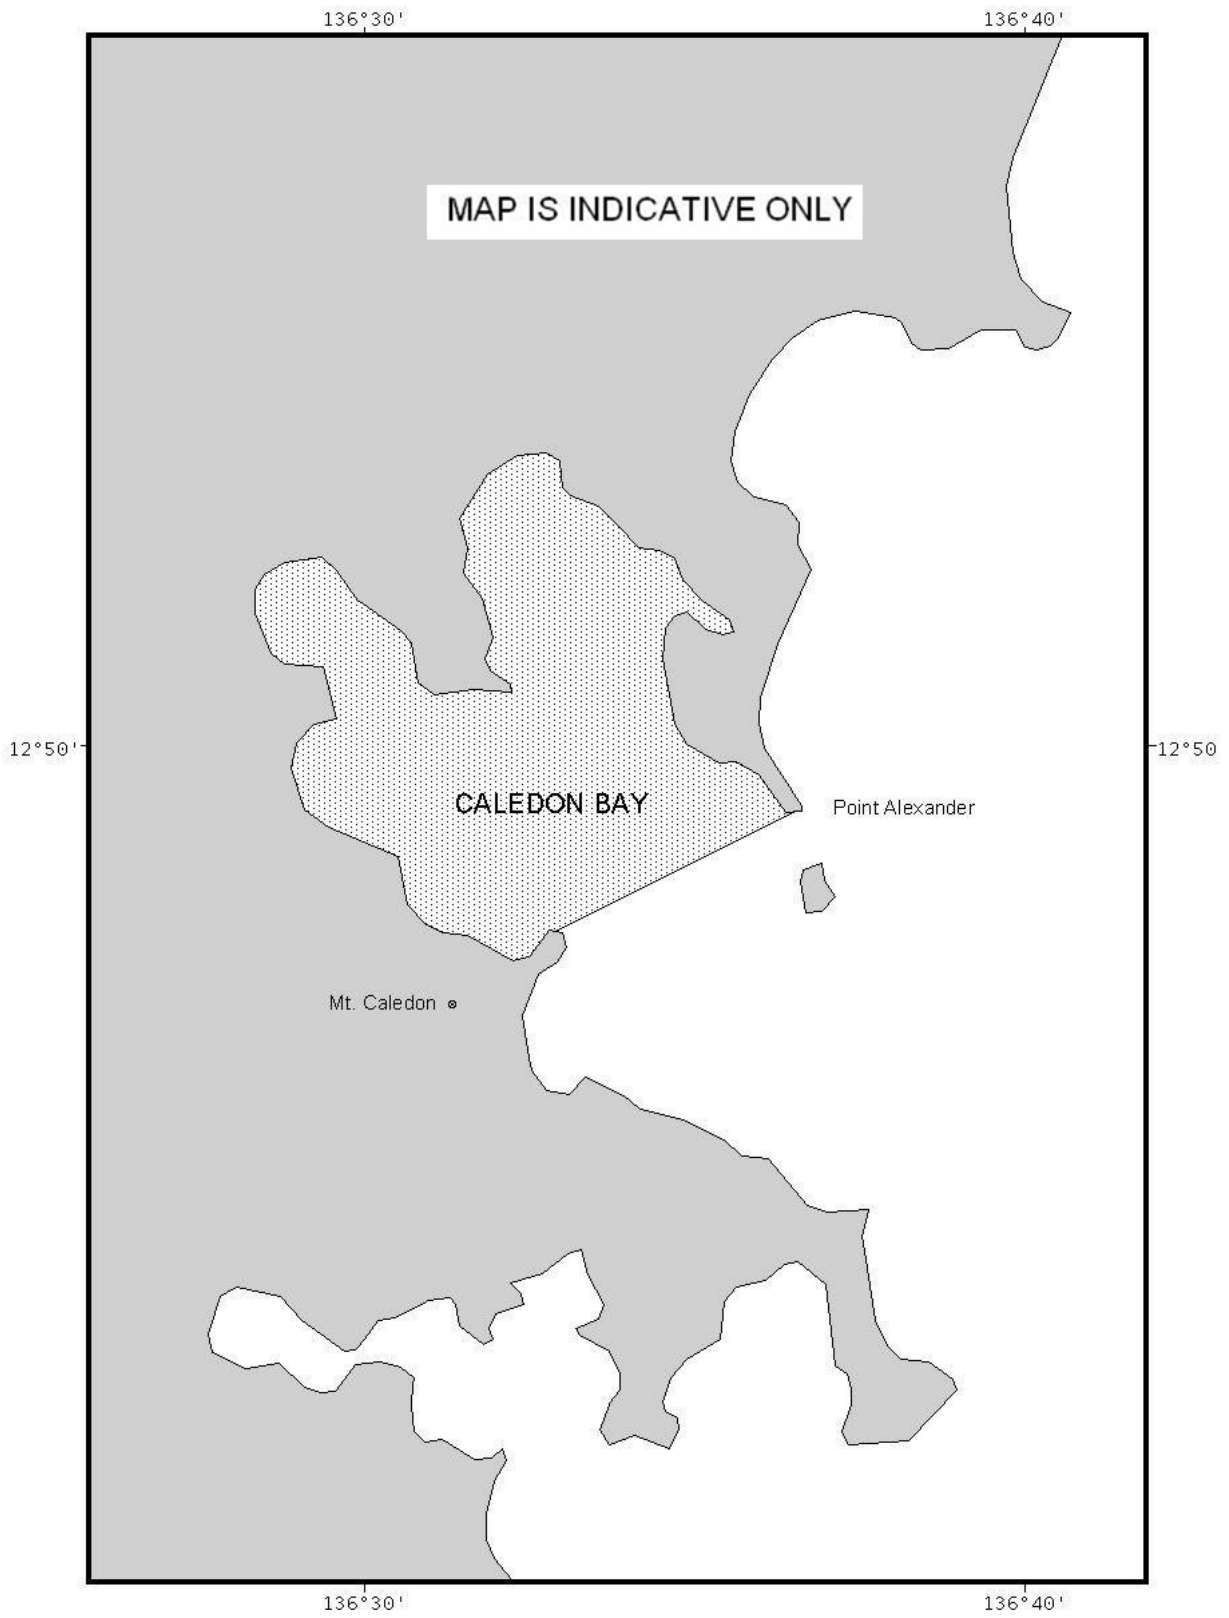 136°30' 136°40'
MAP IS INDICATIVE ONLY
12°50' 12°50
CALEDON BAY
Point Alexander
Mt. Caledon
136°30' 136°40'